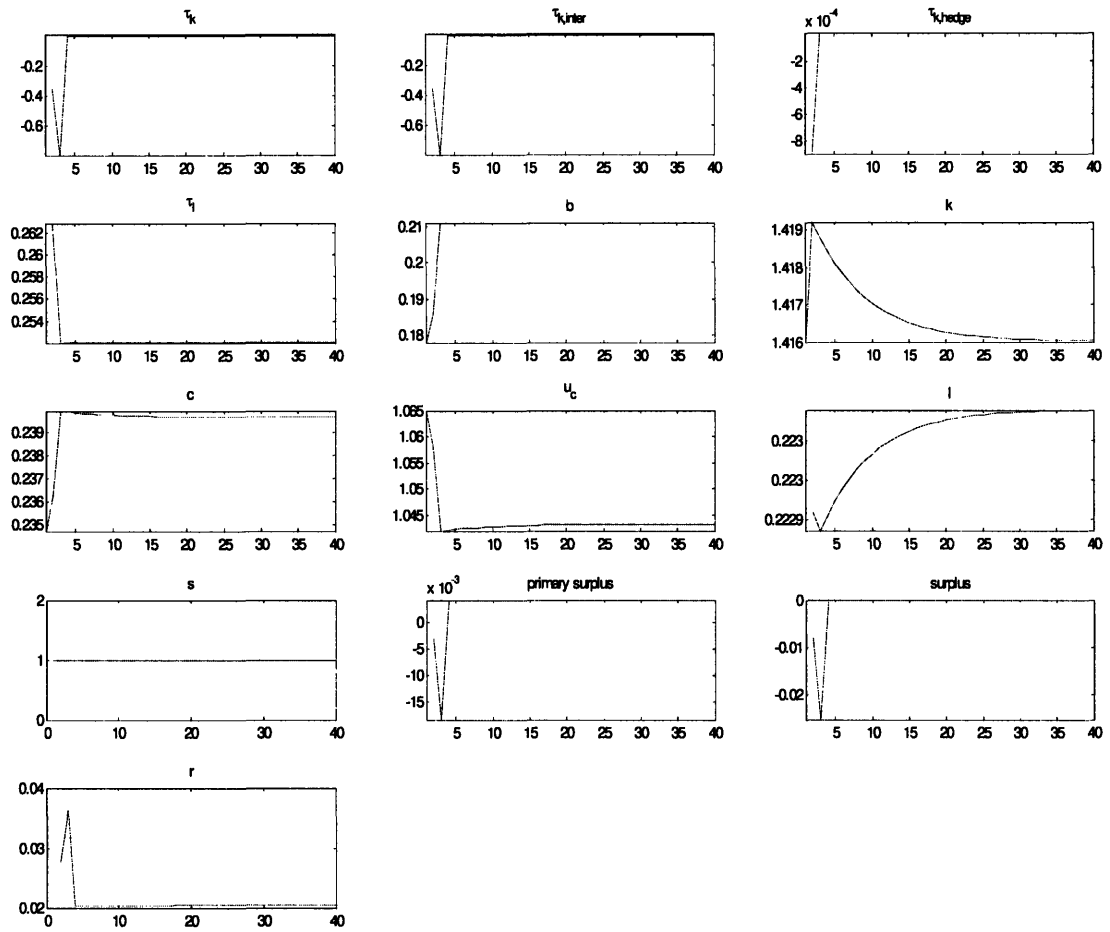 τk
-0.2
-0.4
-0.6
5 10 15 20 25 30 35 40
τk,inter
-0.2
-0.4
-0.6
5 10 15 20 25 30 35 40
τk,hedge
x 10-4
-2
-4
-6
-8
5 10 15 20 25 30 35 40
τl
0.262
0.26
0.258
0.256
0.254
5 10 15 20 25 30 35 40
b
0.21
0.2
0.19
0.18
5 10 15 20 25 30 35 40
k
1.419
1.418
1.417
1.416
5 10 15 20 25 30 35 40
c
0.239
0.238
0.237
0.236
0.235
5 10 15 20 25 30 35 40
uc
1.065
1.06
1.055
1.05
1.045
5 10 15 20 25 30 35 40
l
0.223
0.223
0.2229
5 10 15 20 25 30 35 40
s
2
1
0
0 10 20 30 40
primary surplus
x 10-3
0
-5
-10
-15
5 10 15 20 25 30 35 40
surplus
0
-0.01
-0.02
5 10 15 20 25 30 35 40
r
0.04
0.03
0.02
0 10 20 30 40